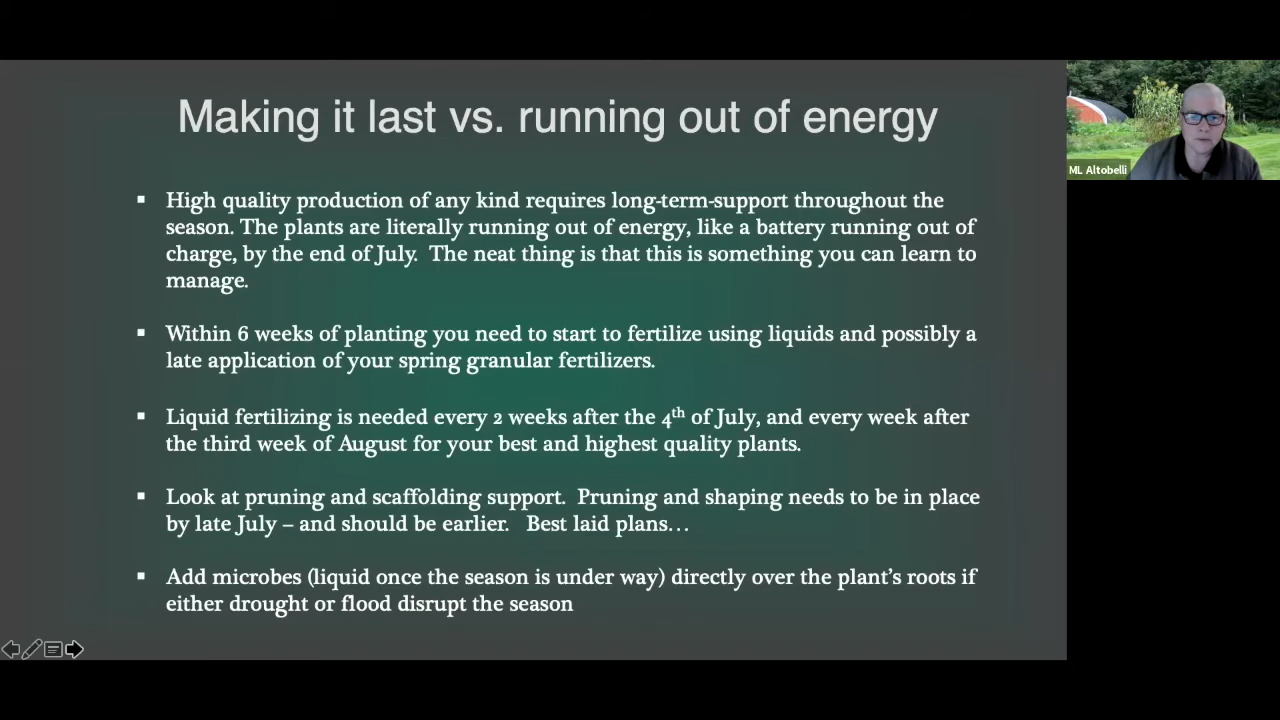 Making it last vs. running out of energy
▪ High quality production of any kind requires long-term-support throughout the
season. The plants are literally running out of energy, like a battery running out of
charge, by the end of July.  The neat thing is that this is something you can learn to
manage.
▪ Within 6 weeks of planting you need to start to fertilize using liquids and possibly a
late application of your spring granular fertilizers.
▪ Liquid fertilizing is needed every 2 weeks after the 4th of July, and every week after
the third week of August for your best and highest quality plants.
▪ Look at pruning and scaffolding support.  Pruning and shaping needs to be in place
by late July – and should be earlier.   Best laid plans…
▪ Add microbes (liquid once the season is under way) directly over the plant’s roots if
either drought or flood disrupt the season
ML Altobelli